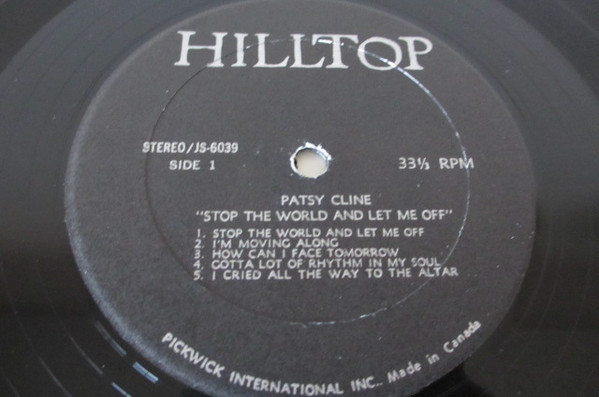 HILLTOP
STEREO/JS-6039
SIDE 1
33⅓ RPM
PATSY CLINE
"STOP THE WORLD AND LET ME OFF"
1. STOP THE WORLD AND LET ME OFF
2. I'M MOVING ALONG
3. HOW CAN I FACE TOMORROW
4. GOTTA LOT OF RHYTHM IN MY SOUL
5. I CRIED ALL THE WAY TO THE ALTAR
PICKWICK INTERNATIONAL INC.. Made in Canada